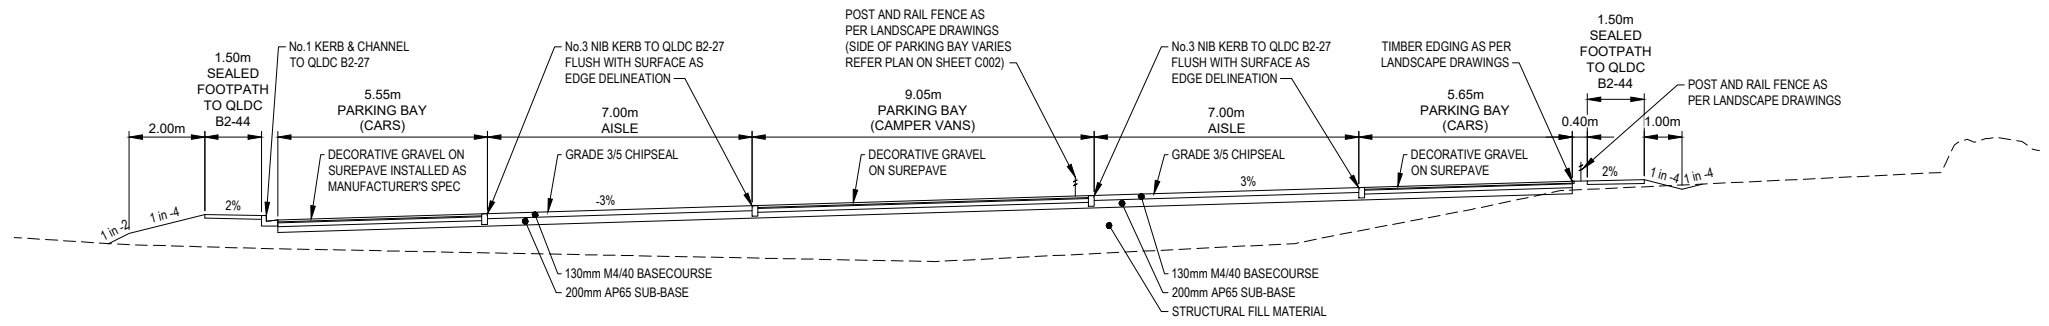 1.50m
SEALED
FOOTPATH
TO QLDC
B2-44
No.1 KERB & CHANNEL
TO QLDC B2-27
No.3 NIB KERB TO QLDC B2-27
FLUSH WITH SURFACE AS
EDGE DELINEATION
POST AND RAIL FENCE AS
PER LANDSCAPE DRAWINGS
(SIDE OF PARKING BAY VARIES
REFER PLAN ON SHEET C002)
No.3 NIB KERB TO QLDC B2-27
FLUSH WITH SURFACE AS
EDGE DELINEATION
TIMBER EDGING AS PER
LANDSCAPE DRAWINGS
1.50m
SEALED
FOOTPATH
TO QLDC
B2-44
POST AND RAIL FENCE AS
PER LANDSCAPE DRAWINGS
2.00m
5.55m
PARKING BAY
(CARS)
7.00m
AISLE
9.05m
PARKING BAY
(CAMPER VANS)
7.00m
AISLE
5.65m
PARKING BAY
(CARS)
0.40m
1.00m
DECORATIVE GRAVEL ON
SUREPAVE INSTALLED AS
MANUFACTURER'S SPEC
GRADE 3/5 CHIPSEAL
DECORATIVE GRAVEL
ON SUREPAVE
GRADE 3/5 CHIPSEAL
DECORATIVE GRAVEL
ON SUREPAVE
1 in -2
1 in -4
2%
-3%
3%
2%
1 in -4
1 in -4
130mm M4/40 BASECOURSE
200mm AP65 SUB-BASE
130mm M4/40 BASECOURSE
200mm AP65 SUB-BASE
STRUCTURAL FILL MATERIAL